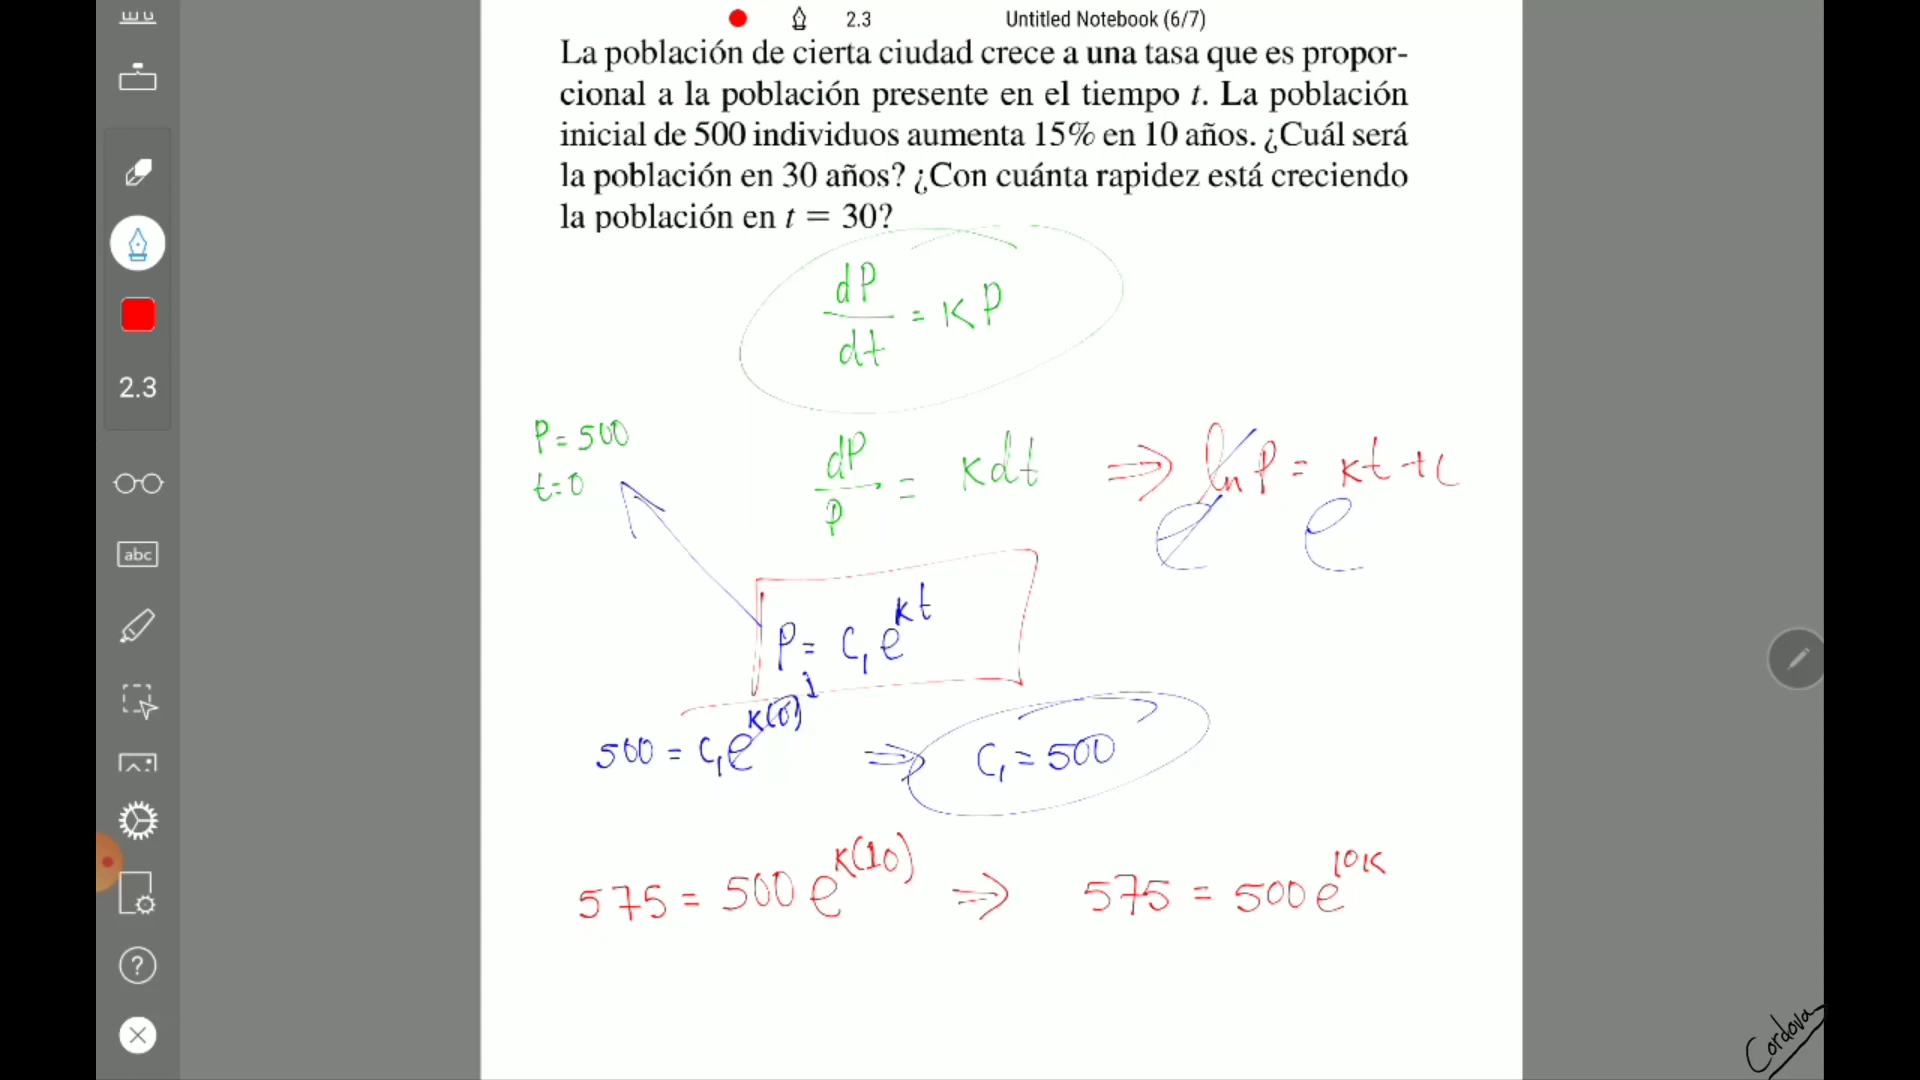 2.3 Untitled Notebook (6/7)
La población de cierta ciudad crece a una tasa que es propor-
cional a la población presente en el tiempo t. La población
inicial de 500 individuos aumenta 15% en 10 años. ¿Cuál será
la población en 30 años? ¿Con cuánta rapidez está creciendo
la población en t = 30?
dP/dt = KP
2.3
P = 500
t = 0
dP/P = Kdt ⇒ ln P = Kt + C
e e
abc
P = C₁e^Kt
500 = C₁e^K(0) ⇒ C₁ = 500
1
575 = 500e^K(10) ⇒ 575 = 500e^10K
?
Cordova